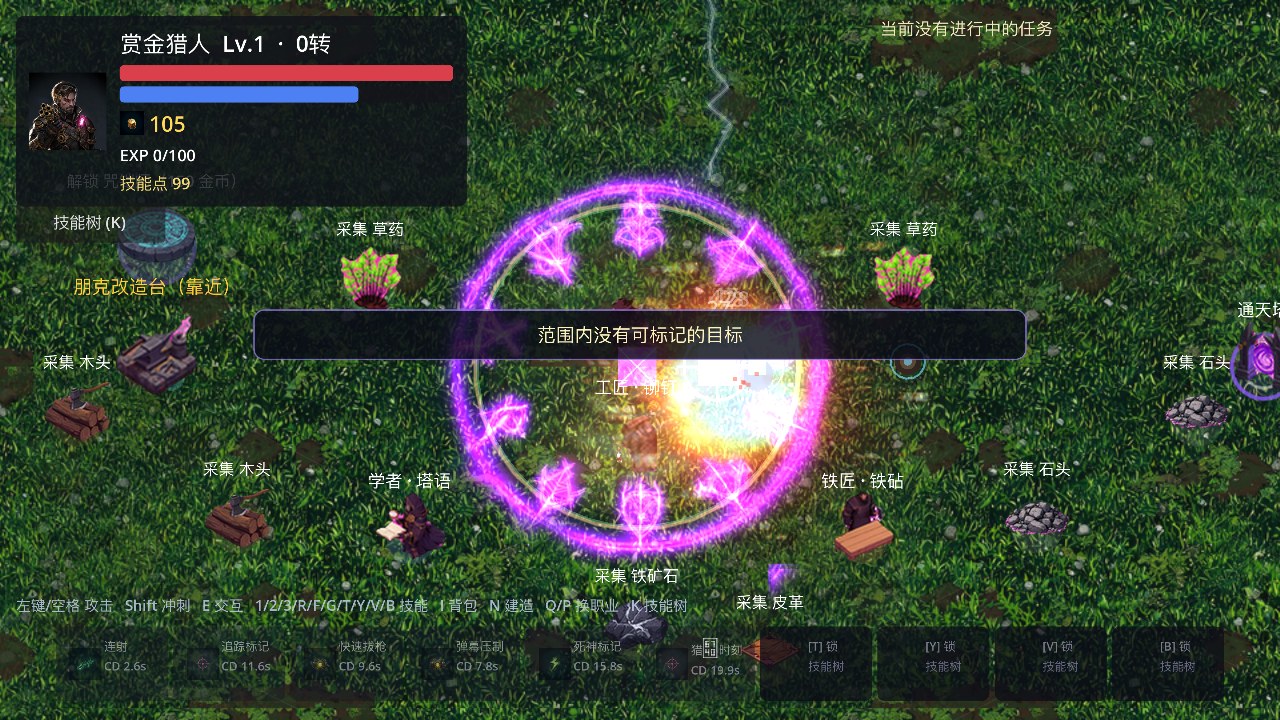 赏金猎人 Lv.1 · 0转
当前没有进行中的任务
105
EXP 0/100
技能点 99
技能树 (K)
采集 草药
采集 草药
朋克改造台（靠近）
范围内没有可标记的目标
采集 木头
采集 石头
工匠
采集 木头
学者 · 塔语
铁匠 · 铁砧
采集 石头
采集 铁矿石
采集 皮革
左键/空格 攻击 Shift 冲刺 E 交互 1/2/3/R/F/G/T/Y/V/B 技能 I 背包 N 建造 Q/P 换职业 K 技能树
连射
CD 2.6s
追踪标记
CD 11.6s
快速拔枪
CD 9.6s
弹幕压制
CD 7.8s
死神标记
CD 15.8s
时刻
CD 19.9s
[T] 锁
技能树
[Y] 锁
技能树
[V] 锁
技能树
[B] 锁
技能树